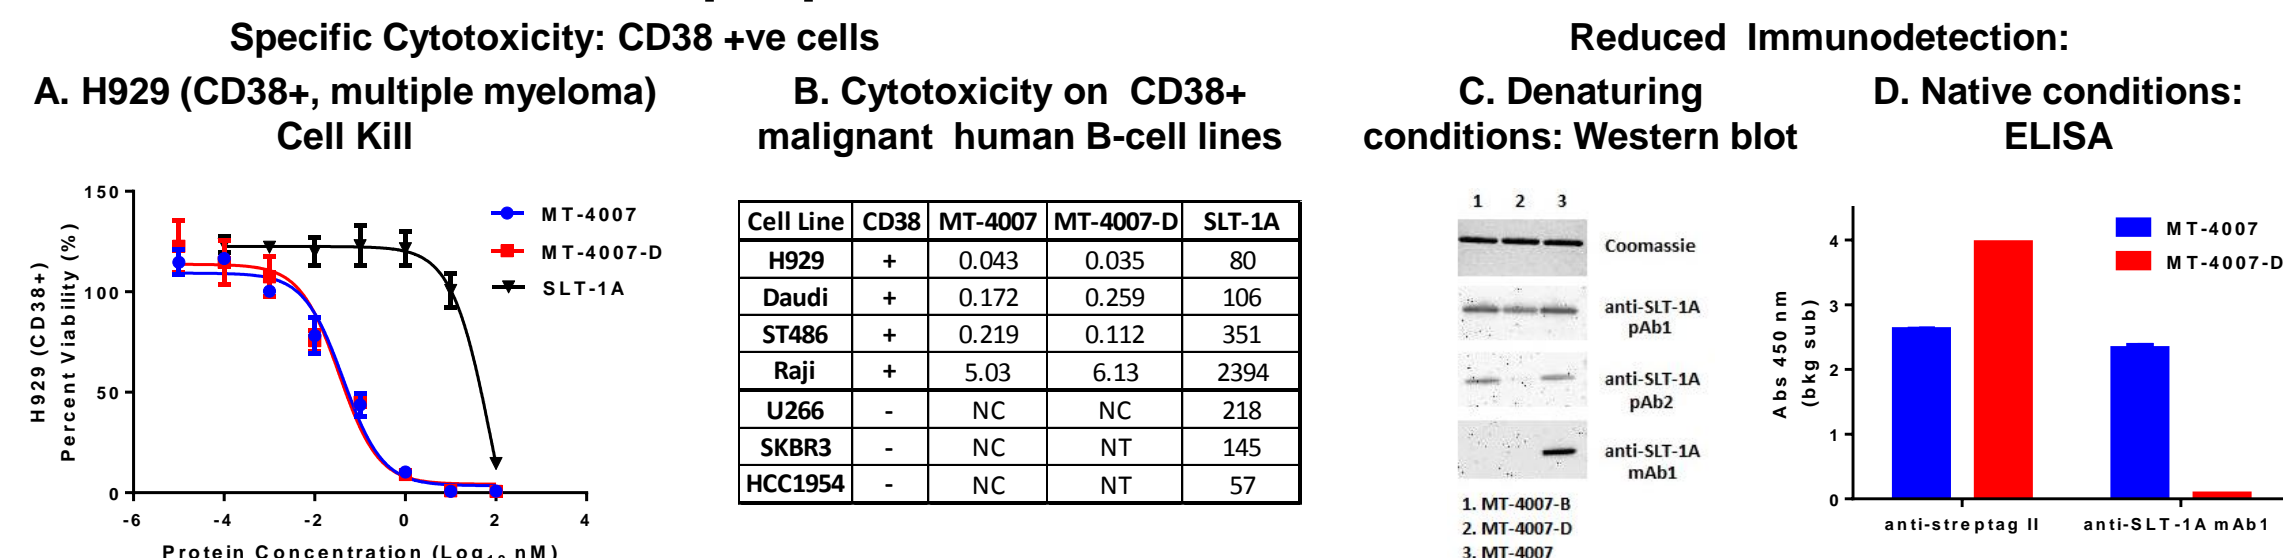 Specific Cytotoxicity: CD38 +ve cells
Reduced Immunodetection:
A. H929 (CD38+, multiple myeloma)
Cell Kill
B. Cytotoxicity on CD38+
malignant human B-cell lines
C. Denaturing
conditions: Western blot
D. Native conditions:
ELISA
H929 (CD38+)
Percent Viability (%)
150
100
50
0
-6 -4 -2 0 2 4
Protein Concentration (Log10 nM)
MT-4007
MT-4007-D
SLT-1A
Cell Line CD38 MT-4007 MT-4007-D SLT-1A
H929 + 0.043 0.035 80
Daudi + 0.172 0.259 106
ST486 + 0.219 0.112 351
Raji + 5.03 6.13 2394
U266 - NC NC 218
SKBR3 - NC NT 145
HCC1954 - NC NT 57
1 2 3
Coomassie
anti-SLT-1A
pAb1
anti-SLT-1A
pAb2
anti-SLT-1A
mAb1
1. MT-4007-B
2. MT-4007-D
3. MT-4007
Abs 450 nm
(bkg sub)
4
3
2
1
0
MT-4007
MT-4007-D
anti-streptag II anti-SLT-1A mAb1